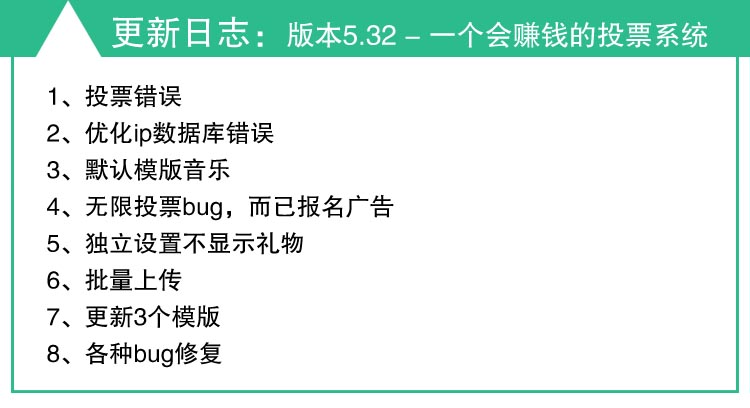 更新日志：版本5.32 – 一个会赚钱的投票系统
1、投票错误
2、优化ip数据库错误
3、默认模版音乐
4、无限投票bug，而已报名广告
5、独立设置不显示礼物
6、批量上传
7、更新3个模版
8、各种bug修复